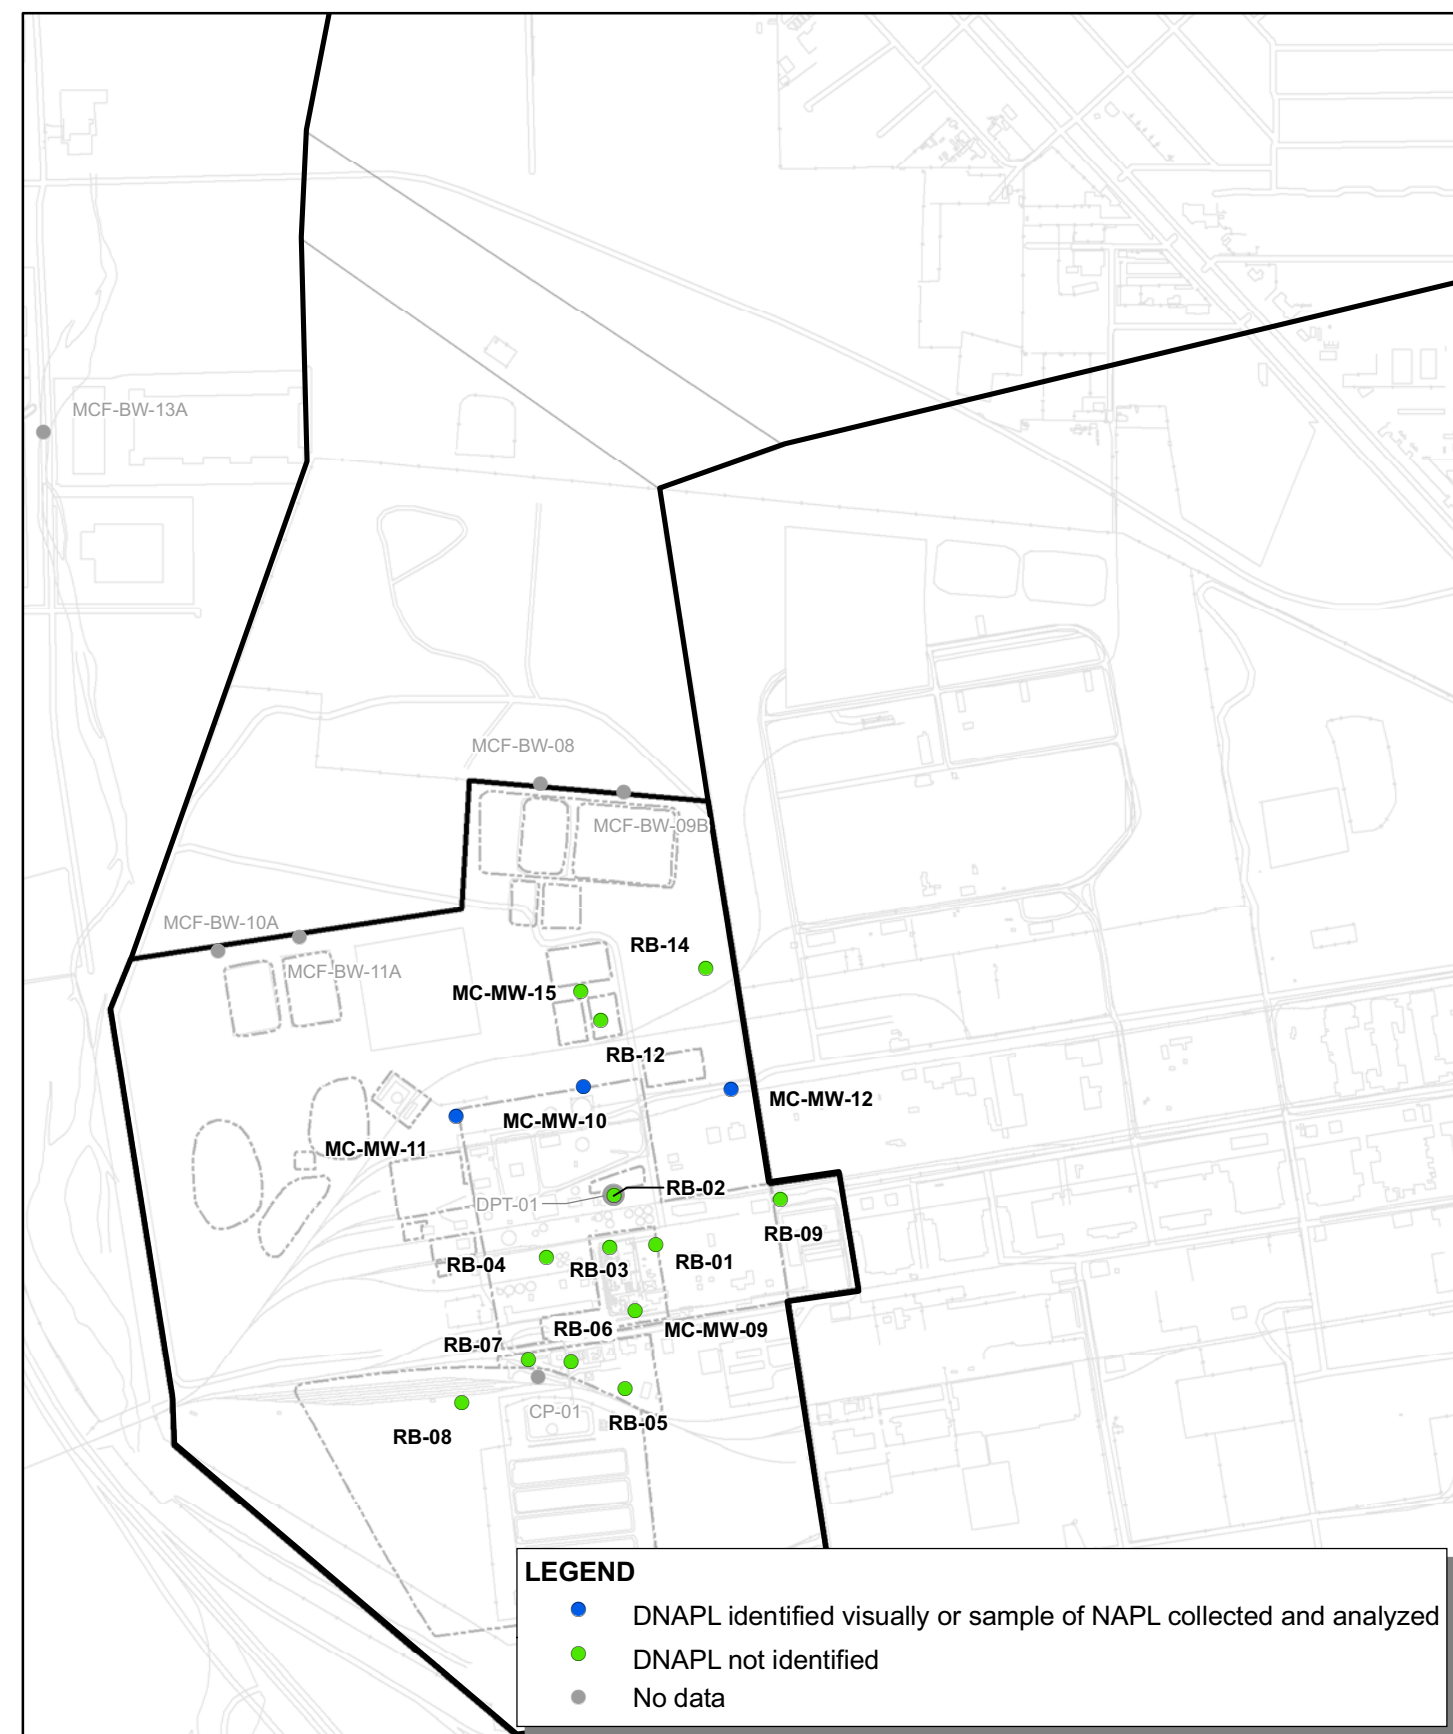 MCF-BW-13A
MCF-BW-08
MCF-BW-09B
MCF-BW-10A
RB-14
MCF-BW-11A
MC-MW-15
RB-12
MC-MW-12
MC-MW-10
MC-MW-11
RB-02
DPT-01
RB-09
RB-01
RB-04
RB-03
RB-06
MC-MW-09
RB-07
CP-01
RB-05
RB-08
LEGEND
DNAPL identified visually or sample of NAPL collected and analyzed
DNAPL not identified
No data